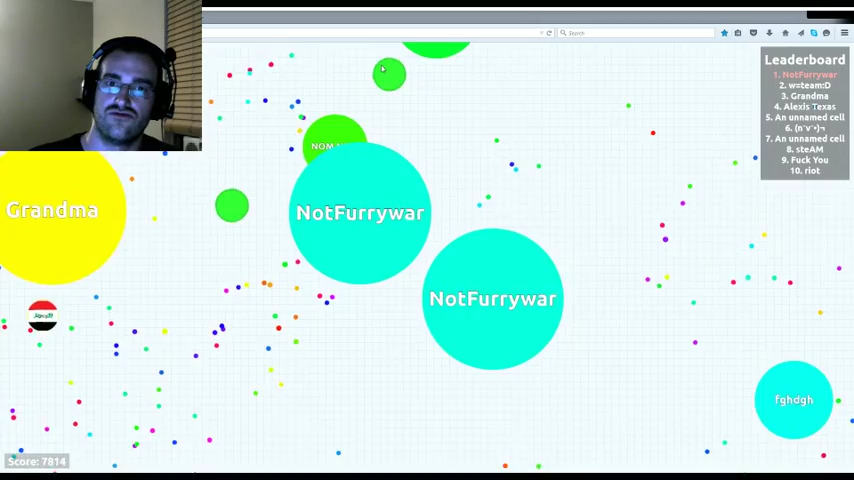 Search
Leaderboard
1. NotFurrywar
2. w=team:D
3. Grandma
4. Alexis Texas
5. An unnamed cell
7. An unnamed cell
8. steAM
9. Fuck You
10. riot
NotFurrywar
Grandma
NotFurrywar
fghdgh
Score: 7814